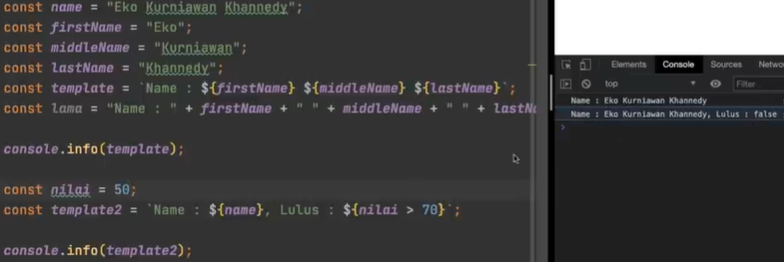 const name = "Eko Kurniawan Khannedy";
const firstName = "Eko";
const middleName = "Kurniawan";
const lastName = "Khannedy";
const template = `Name : ${firstName} ${middleName} ${lastName}`;
const lama = "Name : " + firstName + " " + middleName + " " + lastN
console.info(template);
const nilai = 50;
const template2 = `Name : ${name}, Lulus : ${nilai > 70}`;
console.info(template2);
Elements Console Sources Netwo
top Filter
Name : Eko Kurniawan Khannedy
Name : Eko Kurniawan Khannedy, Lulus : false
>